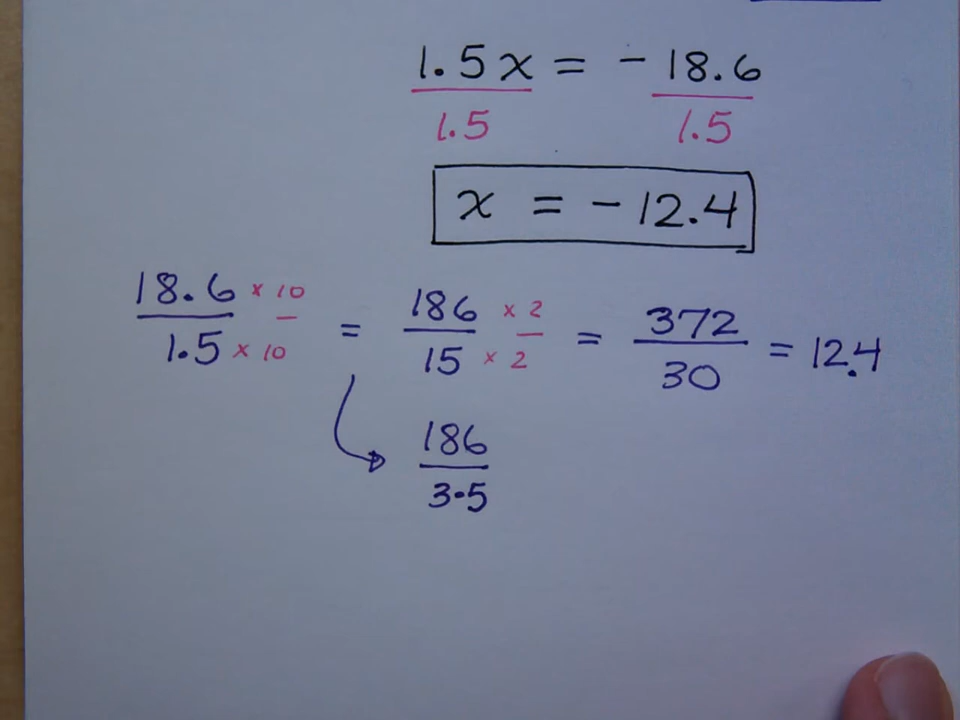 1.5x = -18.6
1.5 1.5
x = -12.4
18.6 × 10 / 1.5 × 10 = 186 × 2 / 15 × 2 = 372 / 30 = 12.4
186
3·5